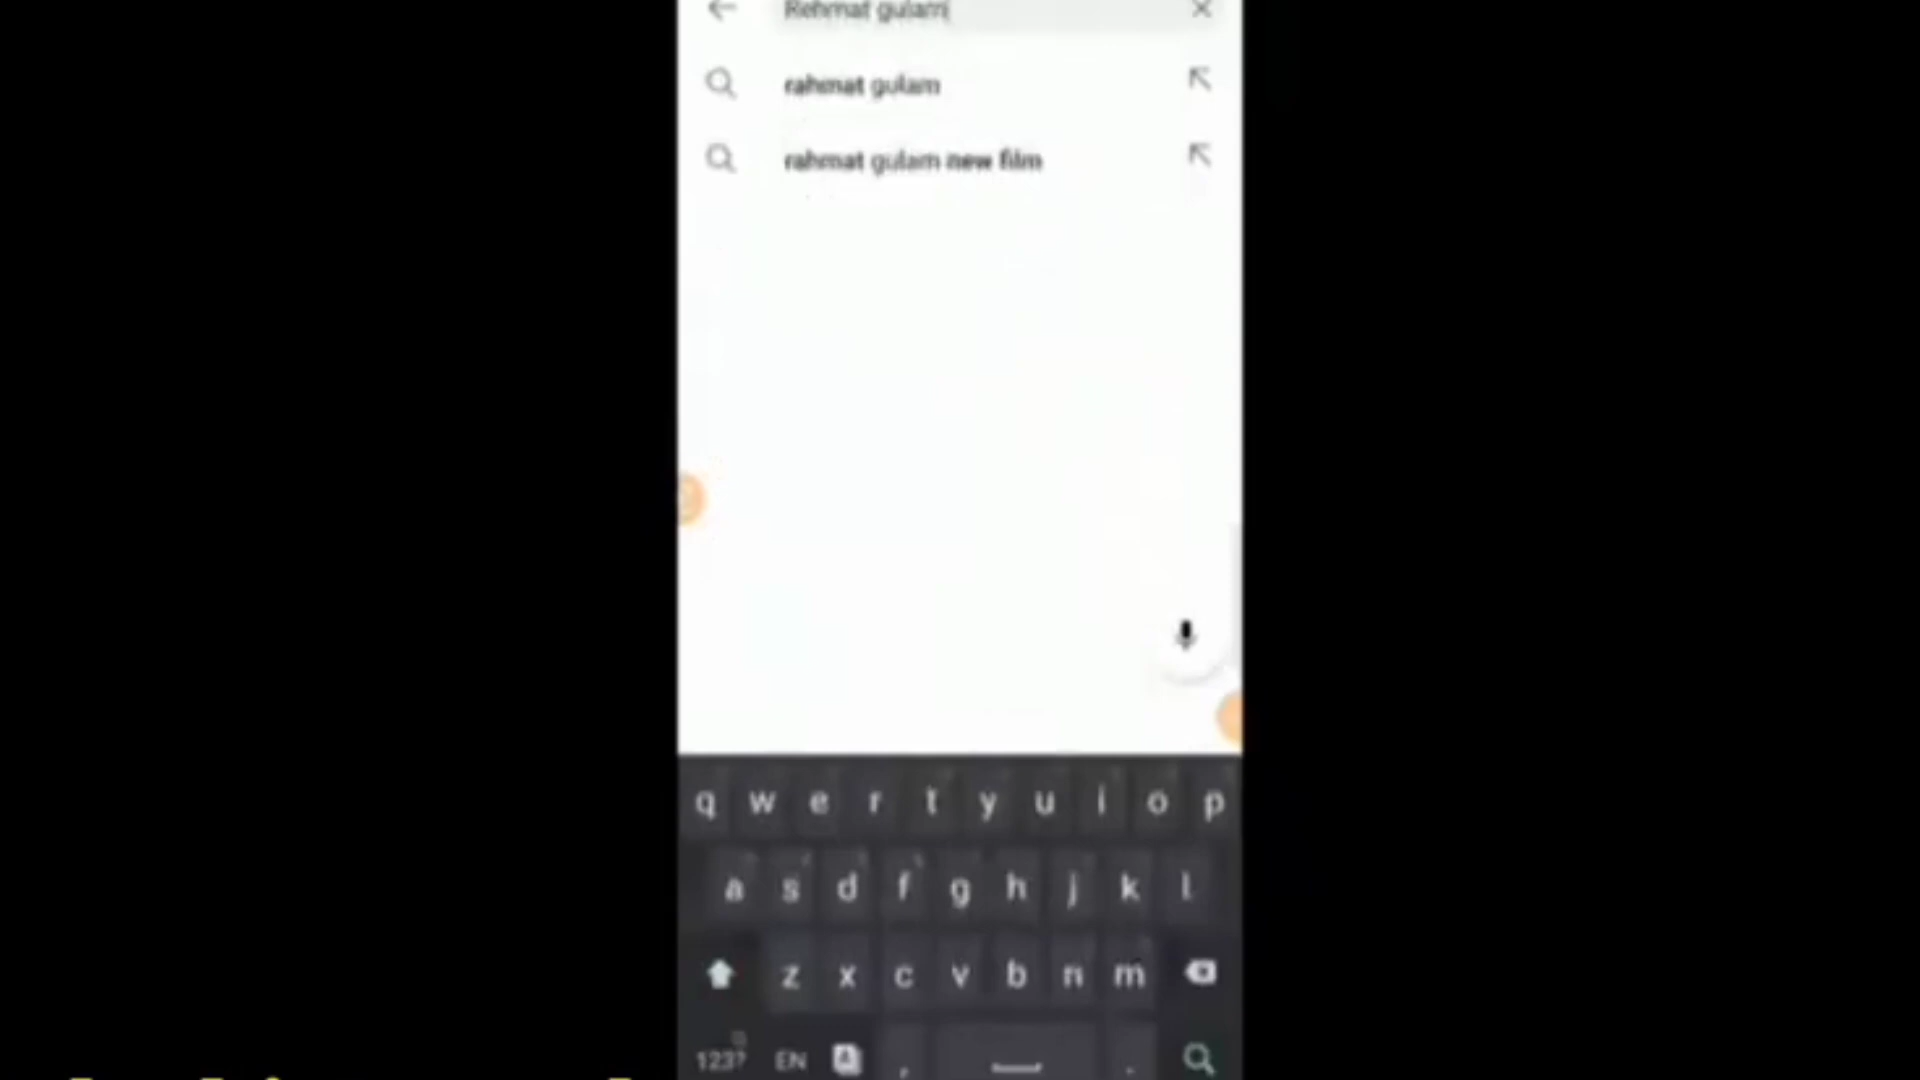 Rehmat gulam
rahmat gulam
rahmat gulam new film
q w e r t y u i o p
a s d f g h j k l
z x c v b n m
123? EN , .